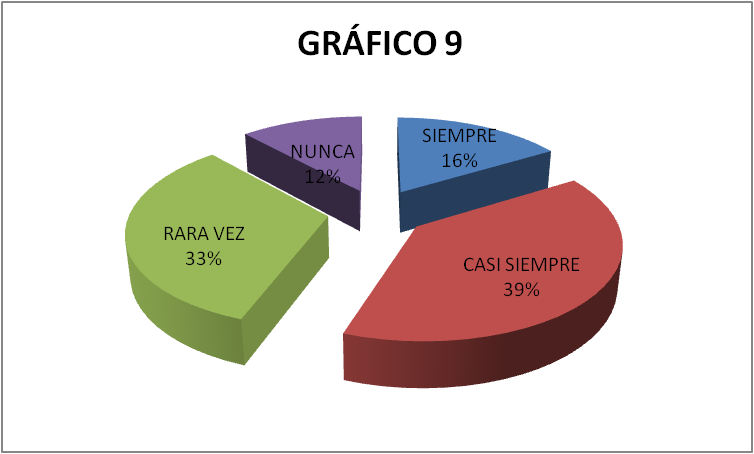 GRÁFICO 9
SIEMPRE
16%
CASI SIEMPRE
39%
RARA VEZ
33%
NUNCA
12%